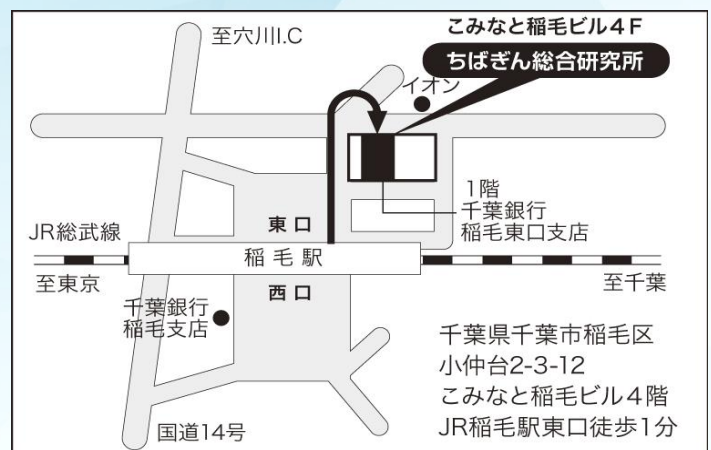 こみなと稲毛ビル4F
ちばぎん総合研究所
至穴川I.C
イオン
1階
千葉銀行
稲毛東口支店
東口
JR総武線
稲毛駅
至東京
至千葉
西口
千葉銀行
稲毛支店
国道14号
千葉県千葉市稲毛区
小仲台2-3-12
こみなと稲毛ビル4階
JR稲毛駅東口徒歩1分